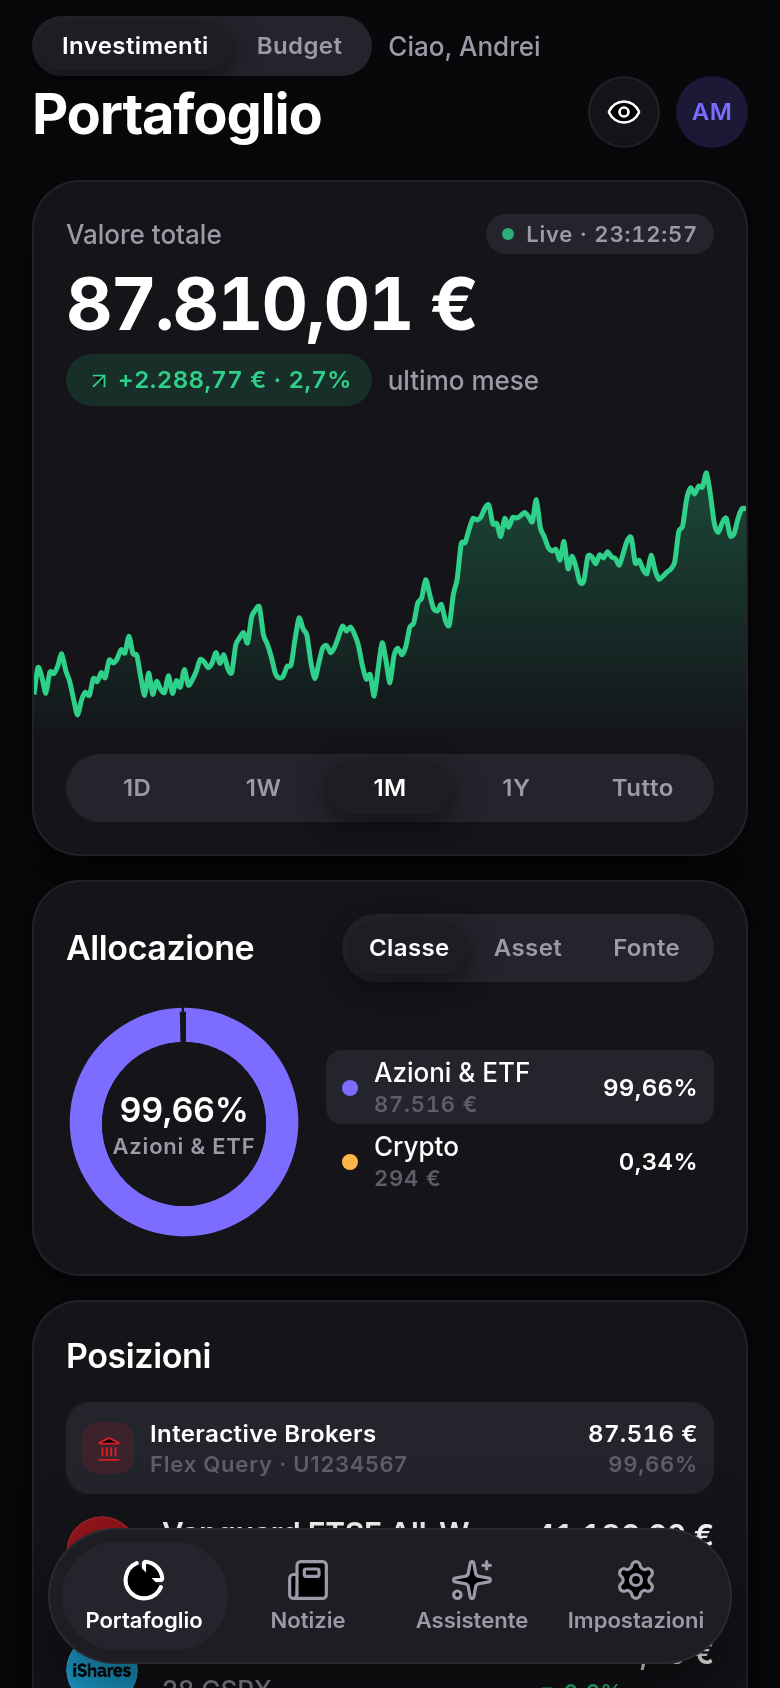 Investimenti Budget Ciao, Andrei
Portafoglio AM
Valore totale Live · 23:12:57
87.810,01 €
+2.288,77 € · 2,7% ultimo mese
1D 1W 1M 1Y Tutto
Allocazione Classe Asset Fonte
99,66%
Azioni & ETF
Azioni & ETF 99,66%
87.516 €
Crypto 0,34%
294 €
Posizioni
Interactive Brokers 87.516 €
Flex Query · U1234567 99,66%
€
Portafoglio Notizie Assistente Impostazioni
iShares €